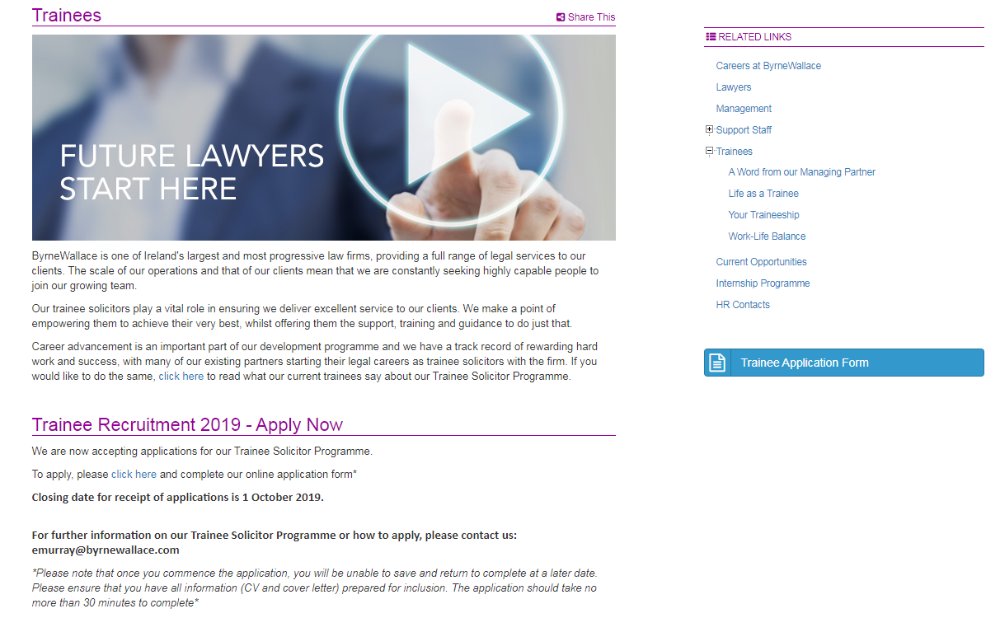 Trainees
Share This
FUTURE LAWYERS
START HERE
ByrneWallace is one of Ireland's largest and most progressive law firms, providing a full range of legal services to our
clients. The scale of our operations and that of our clients mean that we are constantly seeking highly capable people to
join our growing team.
Our trainee solicitors play a vital role in ensuring we deliver excellent service to our clients. We make a point of
empowering them to achieve their very best, whilst offering them the support, training and guidance to do just that.
Career advancement is an important part of our development programme and we have a track record of rewarding hard
work and success, with many of our existing partners starting their legal careers as trainee solicitors with the firm. If you
would like to do the same, click here to read what our current trainees say about our Trainee Solicitor Programme.
Trainee Recruitment 2019 - Apply Now
We are now accepting applications for our Trainee Solicitor Programme.
To apply, please click here and complete our online application form*
Closing date for receipt of applications is 1 October 2019.
For further information on our Trainee Solicitor Programme or how to apply, please contact us:
emurray@byrnewallace.com
*Please note that once you commence the application, you will be unable to save and return to complete at a later date.
Please ensure that you have all information (CV and cover letter) prepared for inclusion. The application should take no
more than 30 minutes to complete*
RELATED LINKS
Careers at ByrneWallace
Lawyers
Management
Support Staff
Trainees
A Word from our Managing Partner
Life as a Trainee
Your Traineeship
Work-Life Balance
Current Opportunities
Internship Programme
HR Contacts
Trainee Application Form